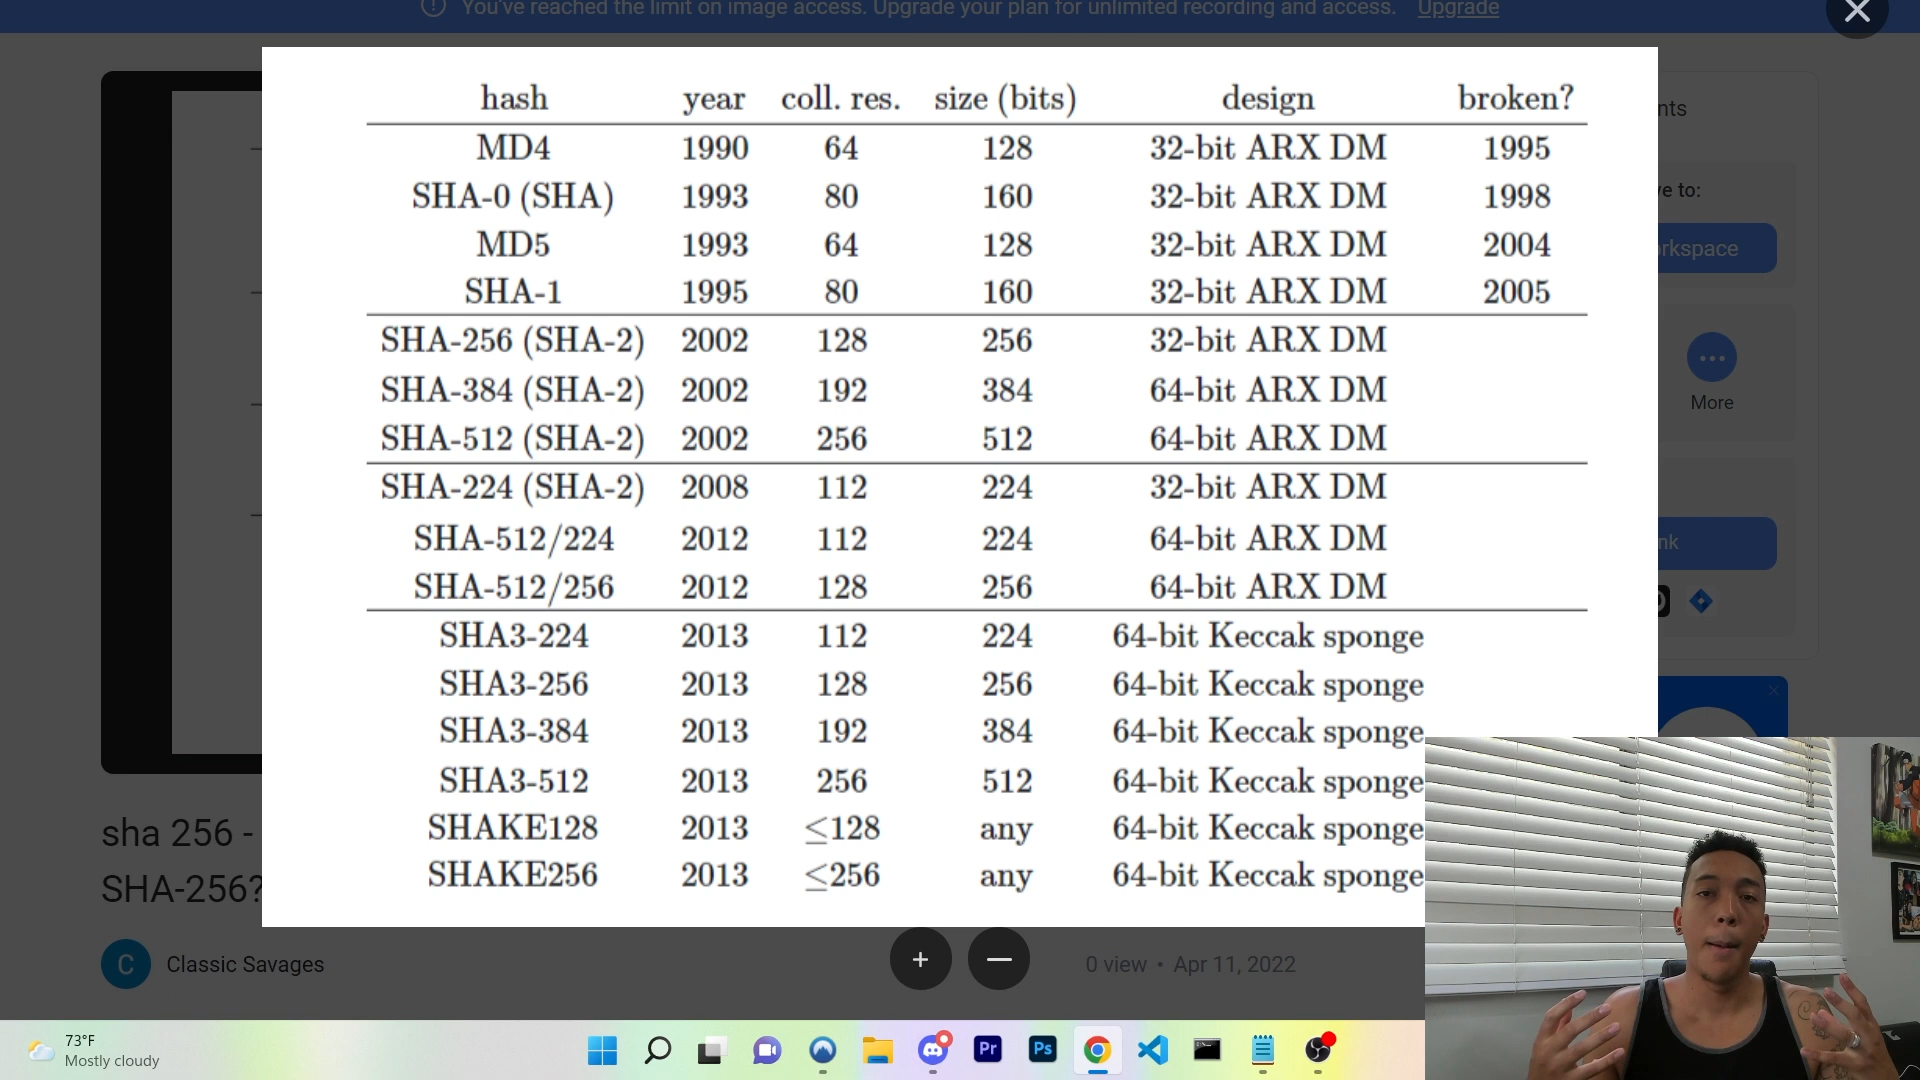 You've reached the limit on image access. Upgrade your plan for unlimited recording and access. Upgrade
hash year coll. res. size (bits) design broken?
MD4 1990 64 128 32-bit ARX DM 1995
SHA-0 (SHA) 1993 80 160 32-bit ARX DM 1998
MD5 1993 64 128 32-bit ARX DM 2004
SHA-1 1995 80 160 32-bit ARX DM 2005
SHA-256 (SHA-2) 2002 128 256 32-bit ARX DM
SHA-384 (SHA-2) 2002 192 384 64-bit ARX DM
SHA-512 (SHA-2) 2002 256 512 64-bit ARX DM
SHA-224 (SHA-2) 2008 112 224 32-bit ARX DM
SHA-512/224 2012 112 224 64-bit ARX DM
SHA-512/256 2012 128 256 64-bit ARX DM
SHA3-224 2013 112 224 64-bit Keccak sponge
SHA3-256 2013 128 256 64-bit Keccak sponge
SHA3-384 2013 192 384 64-bit Keccak sponge
SHA3-512 2013 256 512 64-bit Keccak sponge
SHAKE128 2013 ≤128 any 64-bit Keccak sponge
SHAKE256 2013 ≤256 any 64-bit Keccak sponge
nts
ve to:
rkspace
More
nk
sha 256 -
SHA-256?
C Classic Savages
0 view • Apr 11, 2022
73°F
Mostly cloudy
Pr
Ps